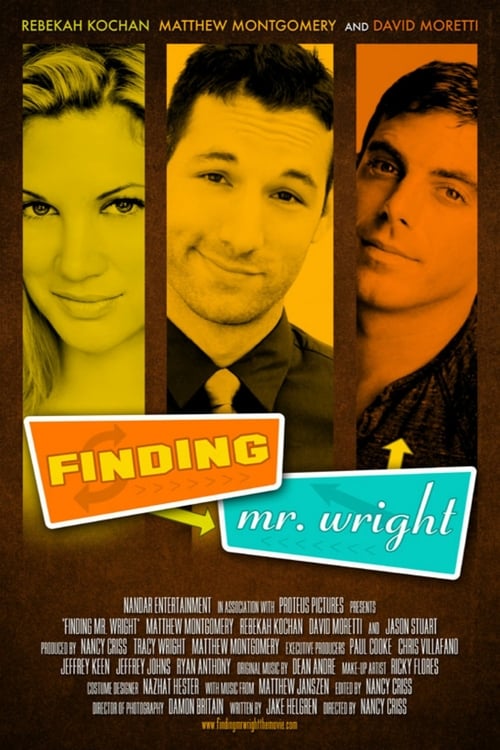 REBEKAH KOCHAN MATTHEW MONTGOMERY AND DAVID MORETTI
FINDING
mr. wright
NANDAR ENTERTAINMENT IN ASSOCIATION WITH PROTEUS PICTURES PRESENTS
"FINDING MR. WRIGHT" MATTHEW MONTGOMERY REBEKAH KOCHAN DAVID MORETTI AND JASON STUART
PRODUCED BY NANCY CRISS TRACY WRIGHT MATTHEW MONTGOMERY EXECUTIVE PRODUCERS PAUL COOKE CHRIS VILLAFANO
JEFFREY KEEN JEFFREY JOHNS RYAN ANTHONY ORIGINAL MUSIC BY DEAN ANDRE MAKE-UP ARTIST RICKY FLORES
COSTUME DESIGNER NAZHAT HESTER WITH MUSIC FROM MATTHEW JANSZEN EDITED BY NANCY CRISS
DIRECTOR OF PHOTOGRAPHY DAMON BRITAIN WRITTEN BY JAKE HELGREN DIRECTED BY NANCY CRISS
www.findingmrwrightthemovie.com